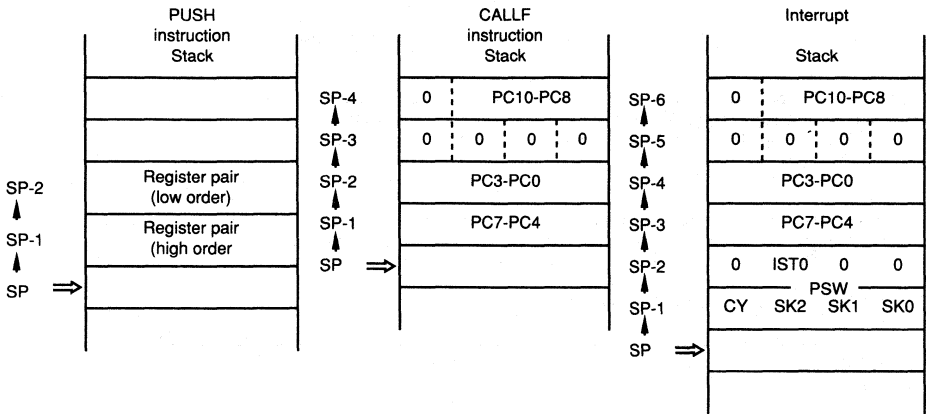 PUSH
instruction
Stack
SP-2
SP-1
SP
Register pair
(low order)
Register pair
(high order
CALLF
instruction
Stack
SP-4
SP-3
SP-2
SP-1
SP
0 PC10-PC8
0 0 0 0
PC3-PC0
PC7-PC4
Interrupt
Stack
SP-6
SP-5
SP-4
SP-3
SP-2
SP-1
SP
0 PC10-PC8
0 0 0 0
PC3-PC0
PC7-PC4
0 IST0 0 0
PSW
CY SK2 SK1 SK0